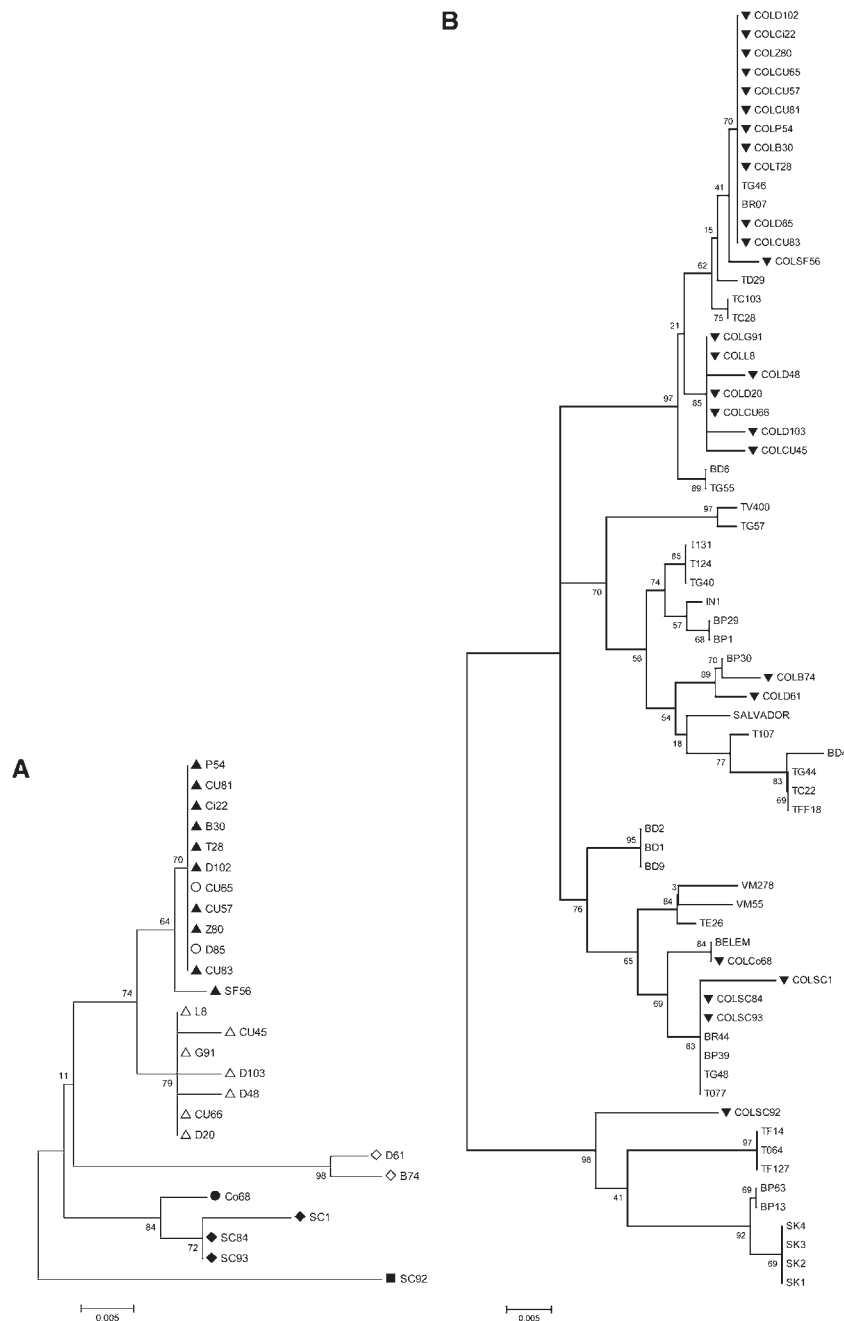 B
COLD102
COLCi22
COLZ80
COLCU65
COLCU57
COLCU81
70
COLP54
COLB30
COLT28
41
TG46
BR07
15
COLD85
COLCU83
62
COLSF56
TD29
TC103
75
TC28
21
COLG91
COLL8
COLD48
97
85
COLD20
COLCU66
COLD103
COLCU45
BD6
89
TG55
97
TV400
TG57
I131
85
T124
TG40
70
74
IN1
57
BP29
68
BP1
56
70
BP30
89
COLB74
COLD61
54
SALVADOR
18
T107
77
BD4
83
TG44
TC22
69
TFF18
BD2
95
BD1
BD9
76
3
VM278
84
VM55
TE26
65
84
BELEM
COLCo68
69
COLSC1
COLSC84
COLSC93
83
BR44
BP39
TG48
T077
COLSC92
98
97
TF14
T064
TF127
41
69
BP63
BP13
92
SK4
SK3
69
SK2
SK1
0.005
A
P54
CU81
Ci22
B30
T28
70
D102
CU65
CU57
64
Z80
D85
CU83
74
SF56
L8
CU45
G91
11
79
D103
D48
CU66
D20
D61
98
B74
Co68
84
SC1
72
SC84
SC93
SC92
0.005